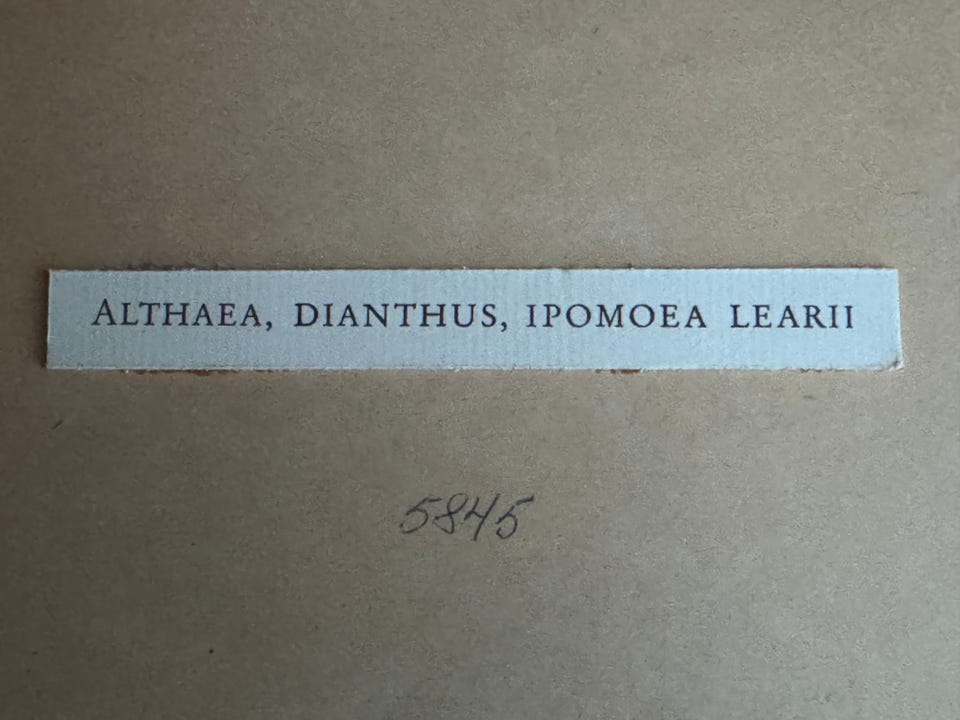 ALTHAEA, DIANTHUS, IPOMOEA LEARII
5845